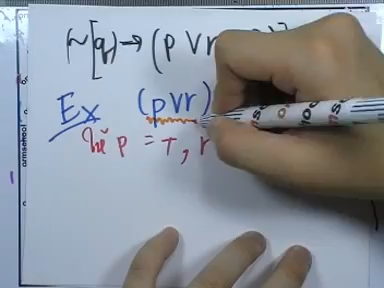 ~[q) → (p ∨ r
Ex (p ∨ r)
ให้ p = T, r